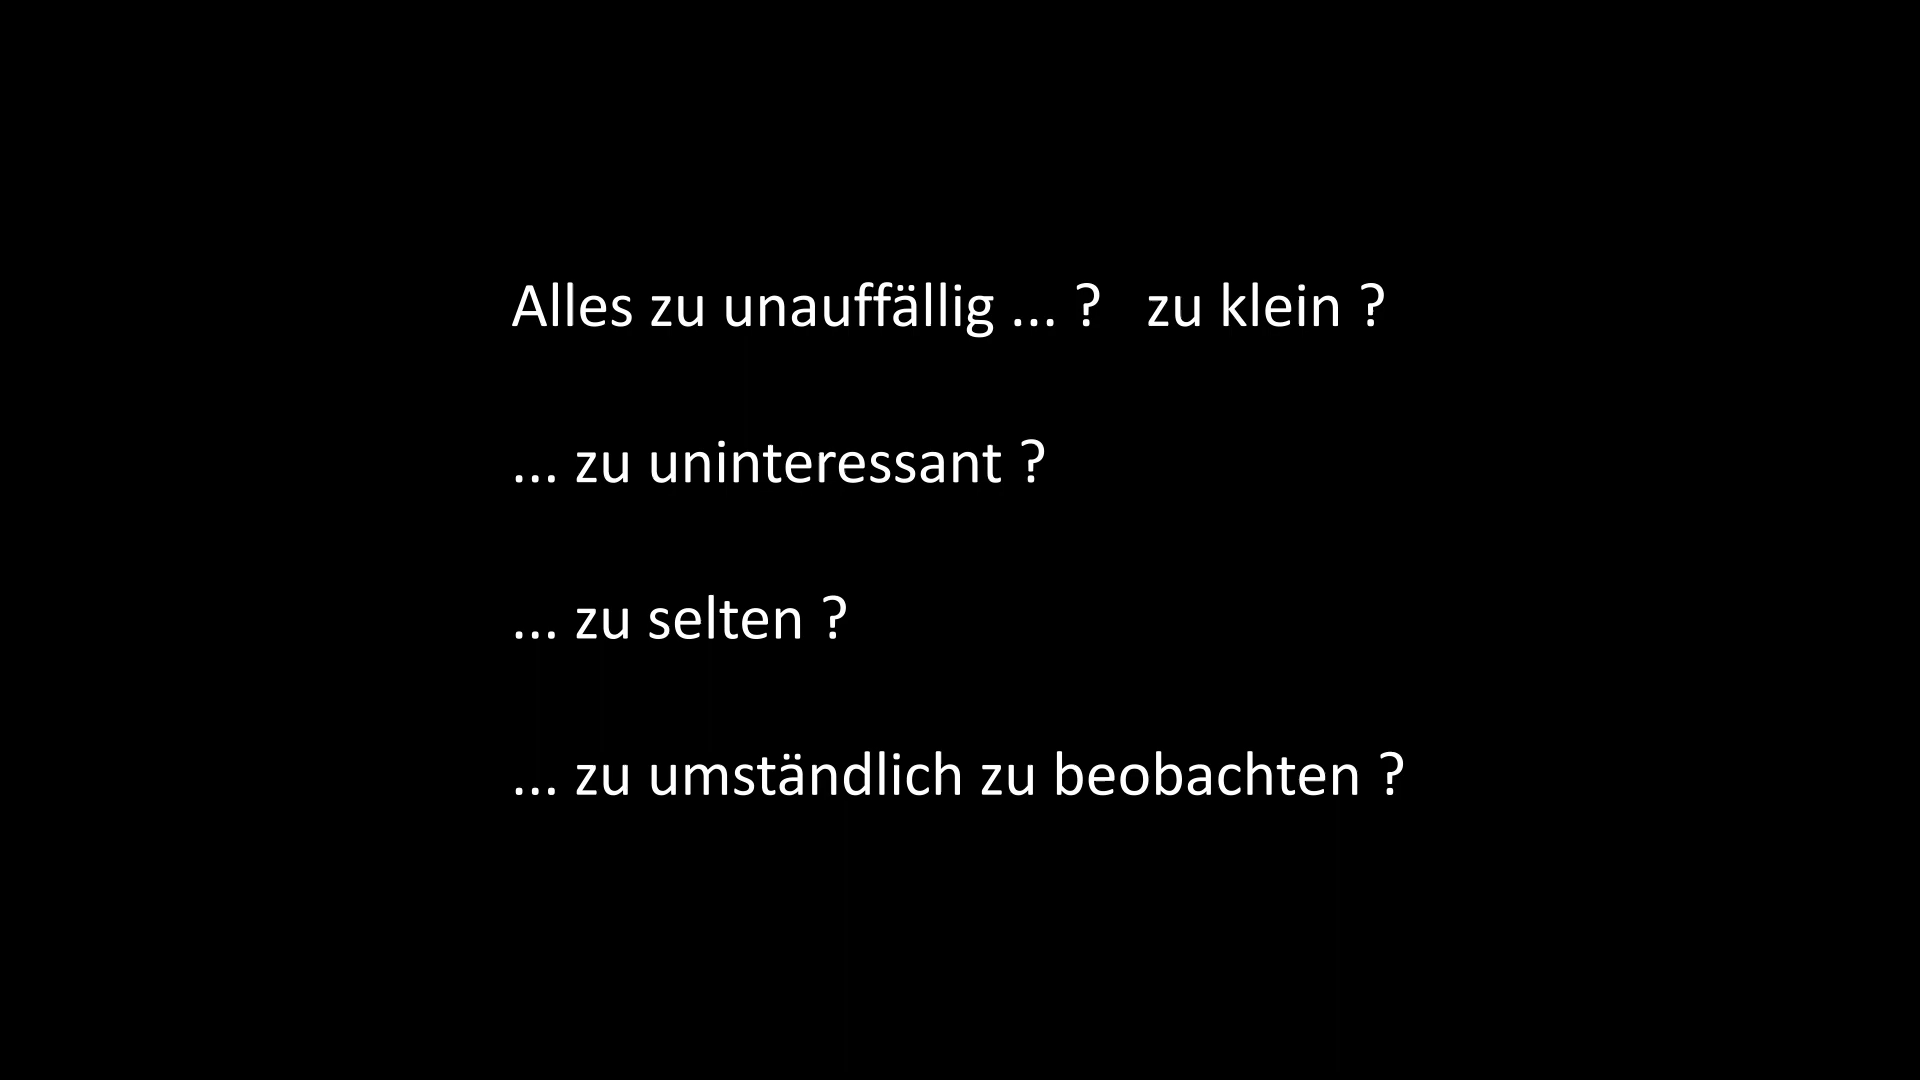 Alles zu unauffällig ... ?   zu klein ?
... zu uninteressant ?
... zu selten ?
... zu umständlich zu beobachten ?